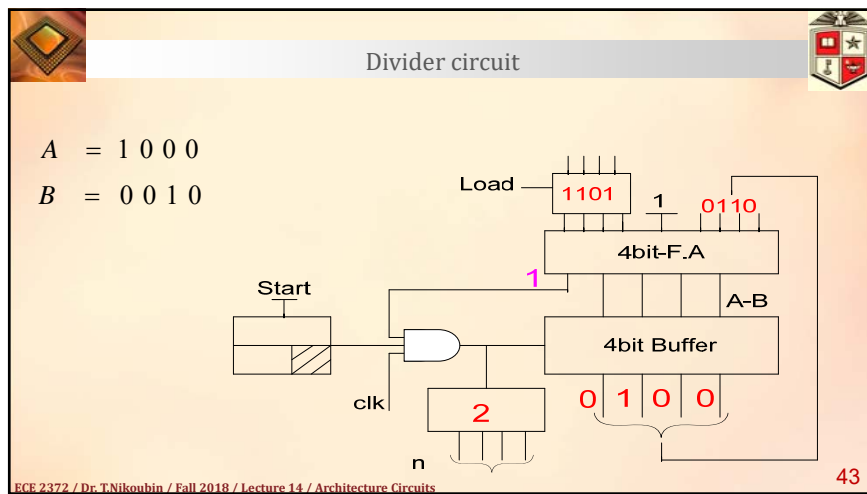 Divider circuit
A = 1 0 0 0
B = 0 0 1 0
Load
1101
1
0110
4bit-F.A
1
Start
A-B
4bit Buffer
clk
2
0 1 0 0
n
ECE 2372 / Dr. T.Nikoubin / Fall 2018 / Lecture 14 / Architecture Circuits
43